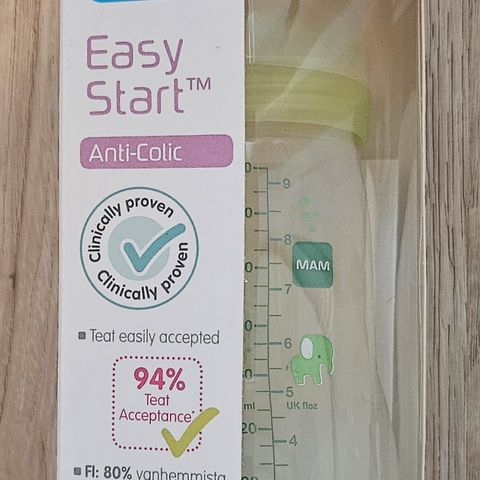 Easy
Start™
Anti-Colic
Clinically proven
Clinically proven
Teat easily accepted
94%
Teat
Acceptance*
FI: 80% vanhemmista
9
8
MAM
7
6
5
ml
UK floz
4